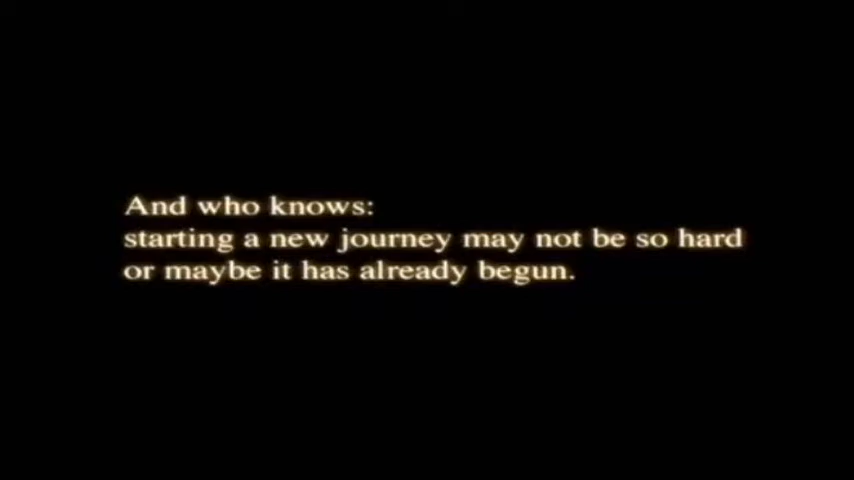 And who knows:
starting a new journey may not be so hard
or maybe it has already begun.